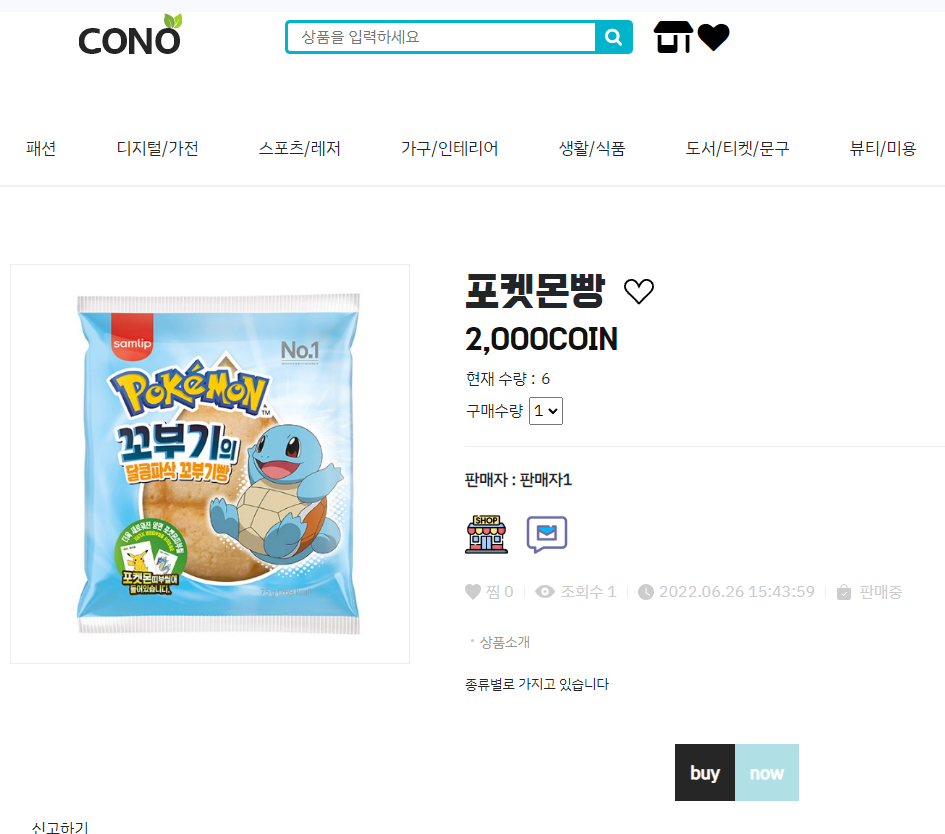 CONO
상품을 입력하세요
패션 디지털/가전 스포츠/레저 가구/인테리어 생활/식품 도서/티켓/문구 뷰티/미용
samlip
No.1
POKéMON
TM
꼬부기의
달콤파삭 꼬부기빵
포켓몬띠부씰이
들어있습니다.
포켓몬빵
2,000COIN
현재 수량 : 6
구매수량 1
판매자 : 판매자1
SHOP
찜 0 조회수 1 2022.06.26 15:43:59 판매중
· 상품소개
종류별로 가지고 있습니다
buy now
신고하기